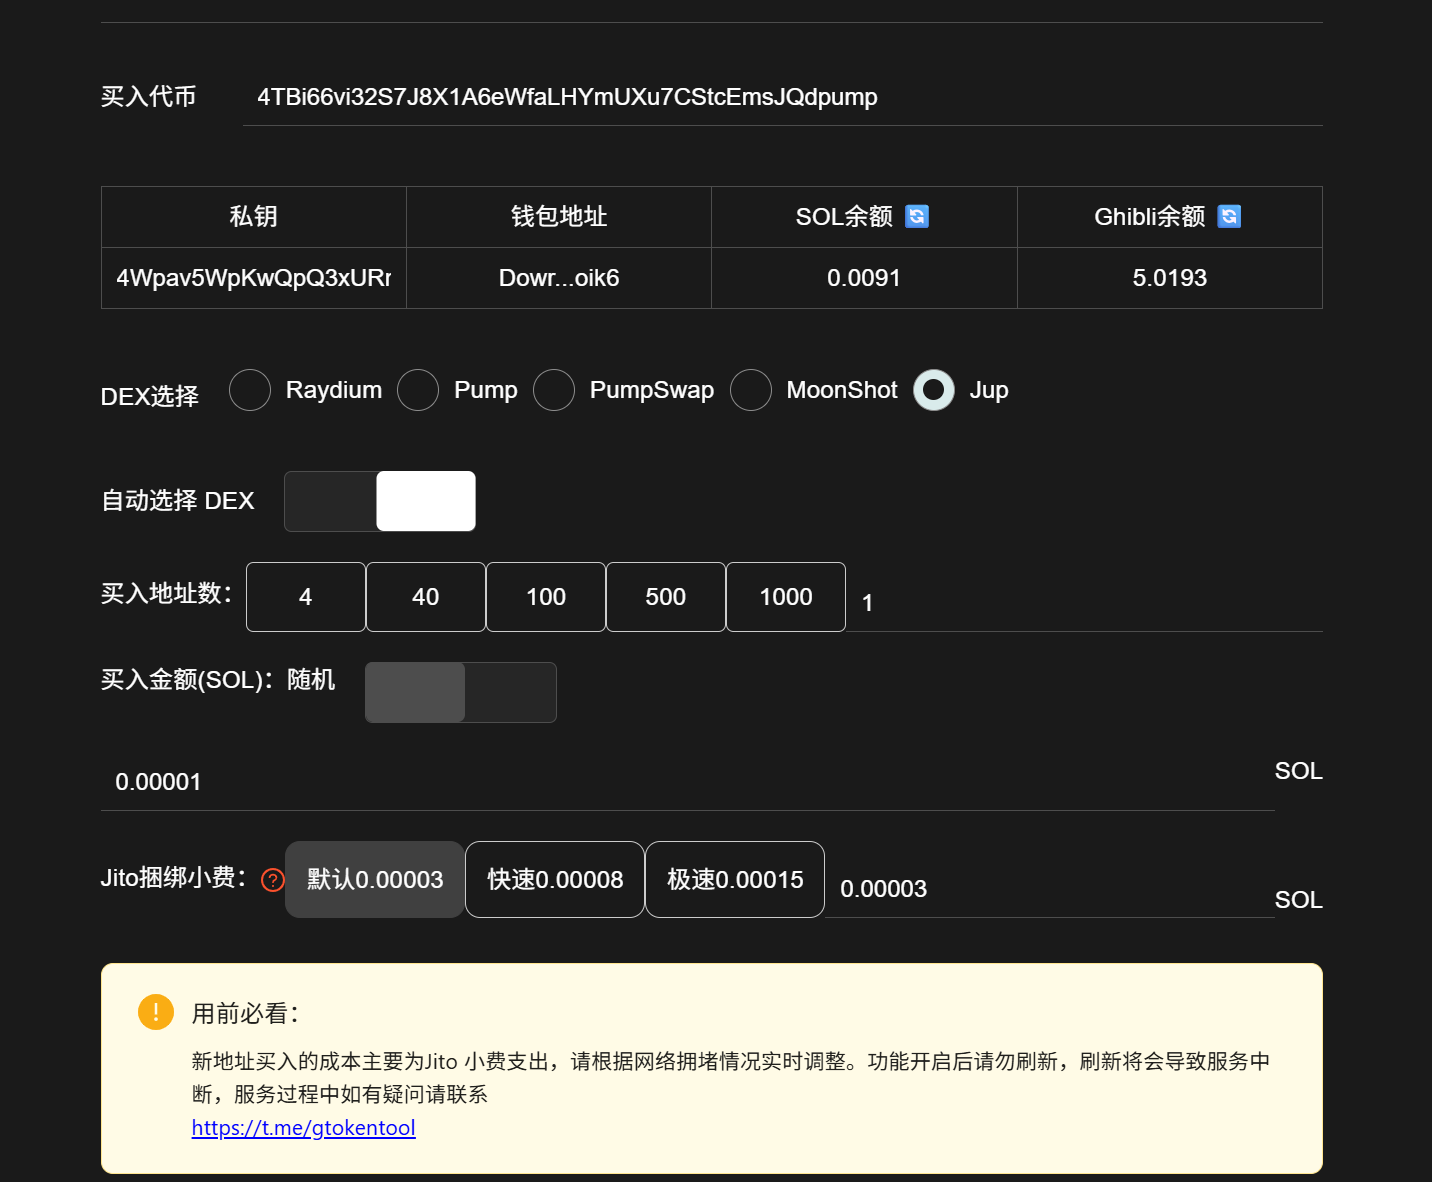 买入代币 4TBi66vi32S7J8X1A6eWfaLHYmUXu7CStcEmsJQdpump
私钥 钱包地址 SOL余额 Ghibli余额
4Wpav5WpKwQpQ3xURr Dowr...oik6 0.0091 5.0193
DEX选择 Raydium Pump PumpSwap MoonShot Jup
自动选择 DEX
买入地址数： 4 40 100 500 1000 1
买入金额(SOL)：随机
0.00001 SOL
Jito捆绑小费： 默认0.00003 快速0.00008 极速0.00015 0.00003 SOL
用前必看：
新地址买入的成本主要为Jito 小费支出，请根据网络拥堵情况实时调整。功能开启后请勿刷新，刷新将会导致服务中
断，服务过程中如有疑问请联系
https://t.me/gtokentool